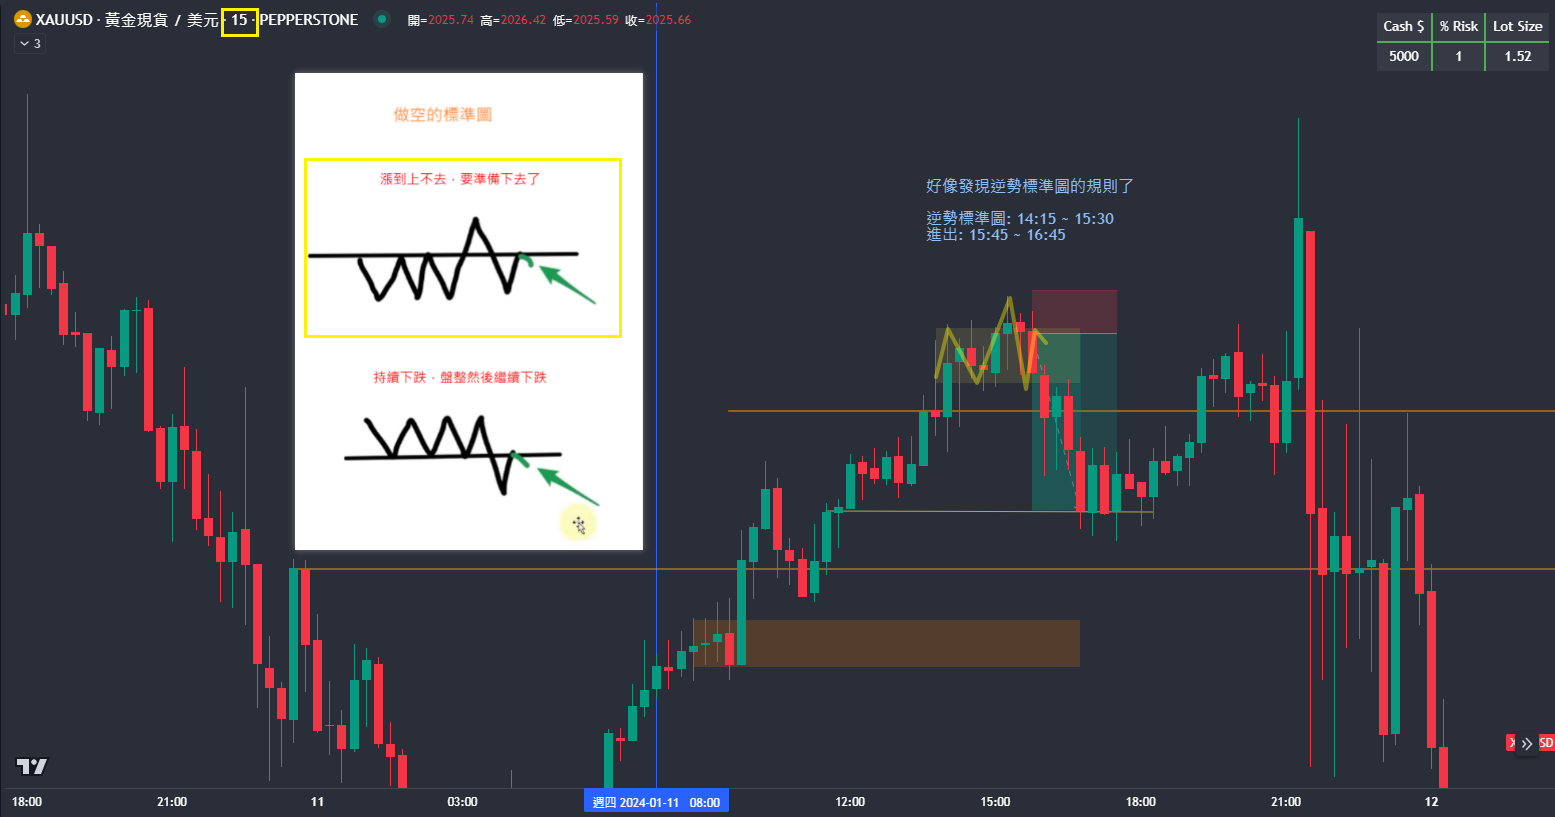 XAUUSD · 黃金現貨 / 美元 · 15 · PEPPERSTONE 開=2025.74 高=2026.42 低=2025.59 收=2025.66
3
Cash $ % Risk Lot Size
5000 1 1.52
做空的標準圖
漲到上不去，要準備下去了
持續下跌，盤整然後繼續下跌
好像發現逆勢標準圖的規則了
逆勢標準圖: 14:15 ~ 15:30
進出: 15:45 ~ 16:45
SD
18:00 21:00 11 03:00 週四 2024-01-11 08:00 12:00 15:00 18:00 21:00 12